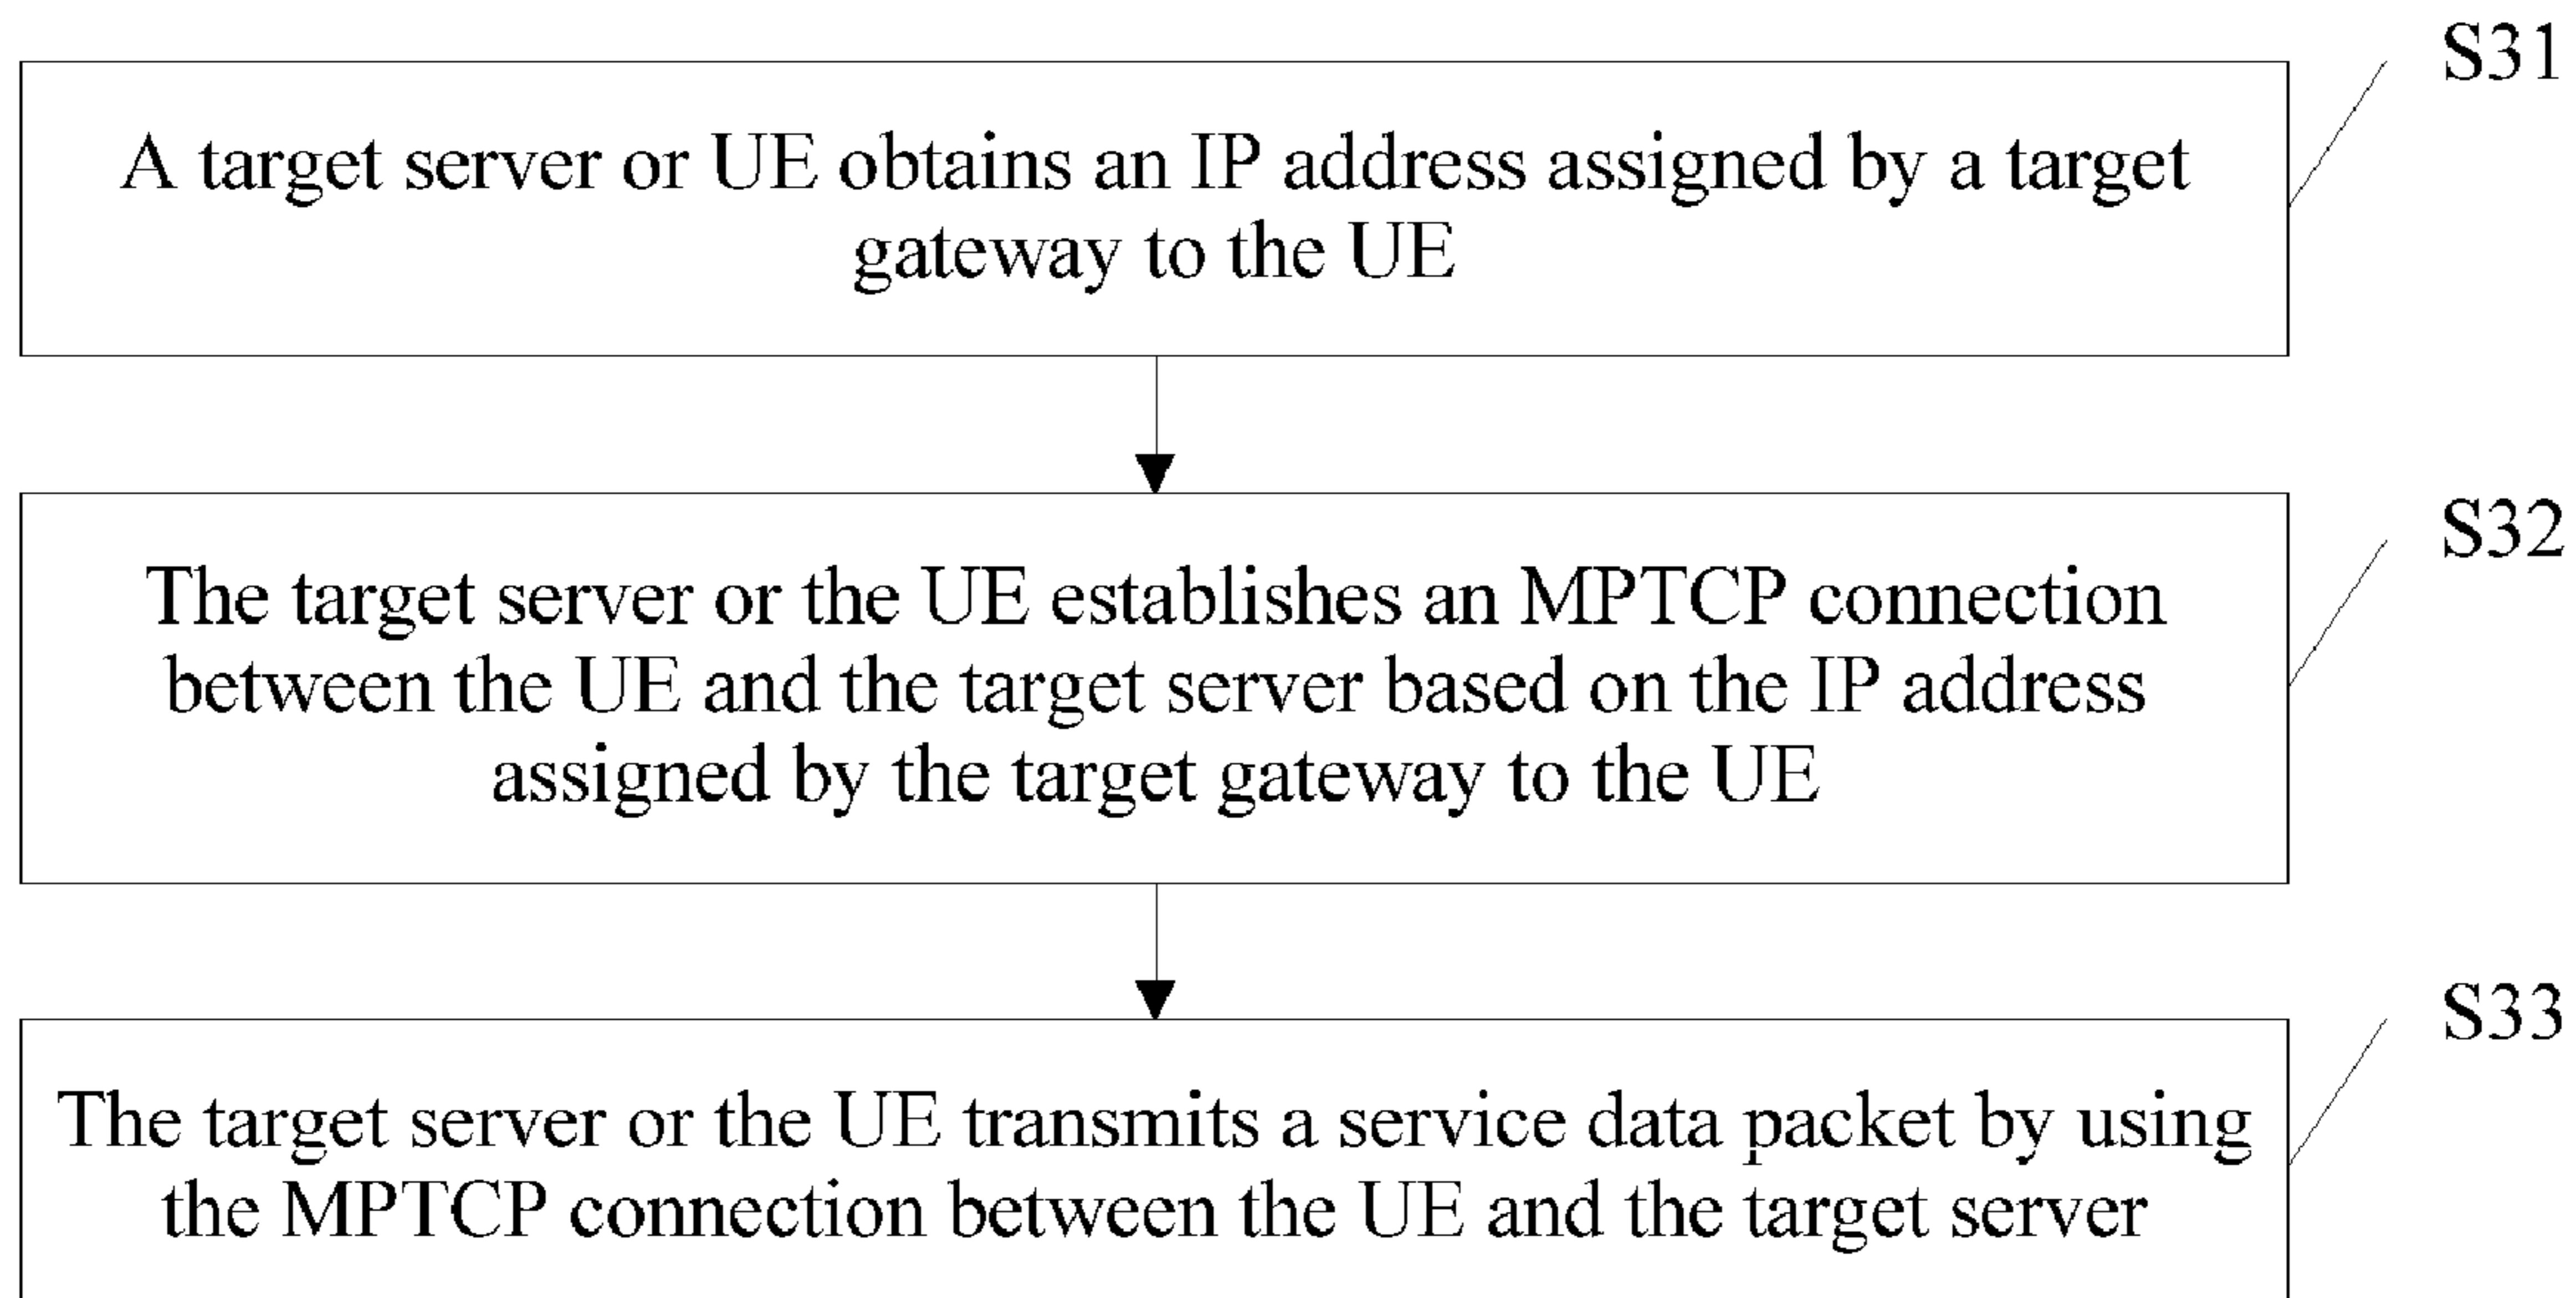 S31
A target server or UE obtains an IP address assigned by a target
gateway to the UE
S32
The target server or the UE establishes an MPTCP connection
between the UE and the target server based on the IP address
assigned by the target gateway to the UE
S33
The target server or the UE transmits a service data packet by using
the MPTCP connection between the UE and the target server